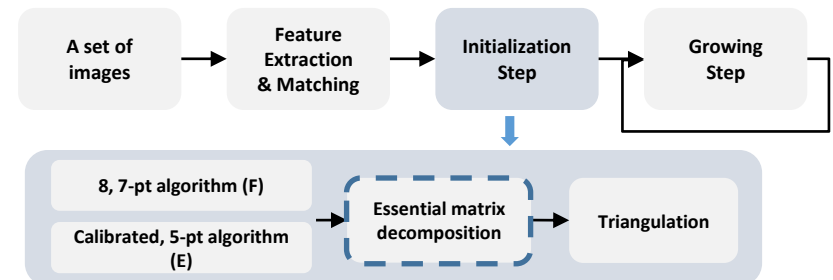 A set of
images
Feature
Extraction
& Matching
Initialization
Step
Growing
Step
8, 7-pt algorithm (F)
Calibrated, 5-pt algorithm
(E)
Essential matrix
decomposition
Triangulation